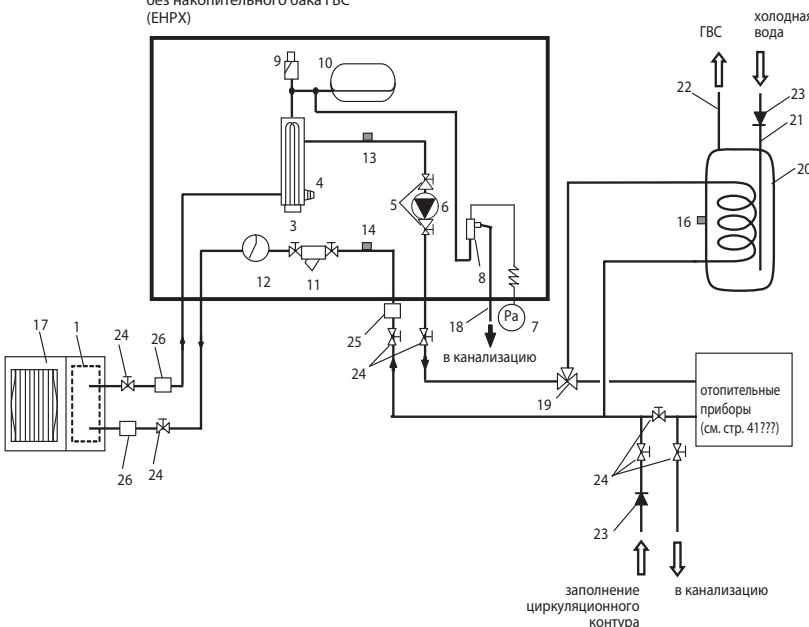 без накопительного бака ГВС
(EHPX)
холодная
ГВС
вода
9
10
22
23
21
13
4
20
5
6
16
3
14
8
12
11
18
Pa
7
17
1
24
26
25
24
в канализацию
19
отопительные
приборы
(см. стр. 41???)
26
24
24
23
заполнение
циркуляционного
контура
в канализацию